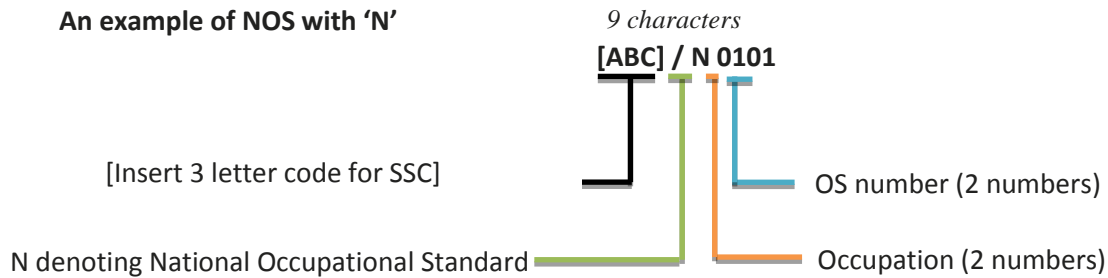 An example of NOS with ‘N’
9 characters
[ABC] / N 0101
[Insert 3 letter code for SSC]
OS number (2 numbers)
N denoting National Occupational Standard
Occupation (2 numbers)